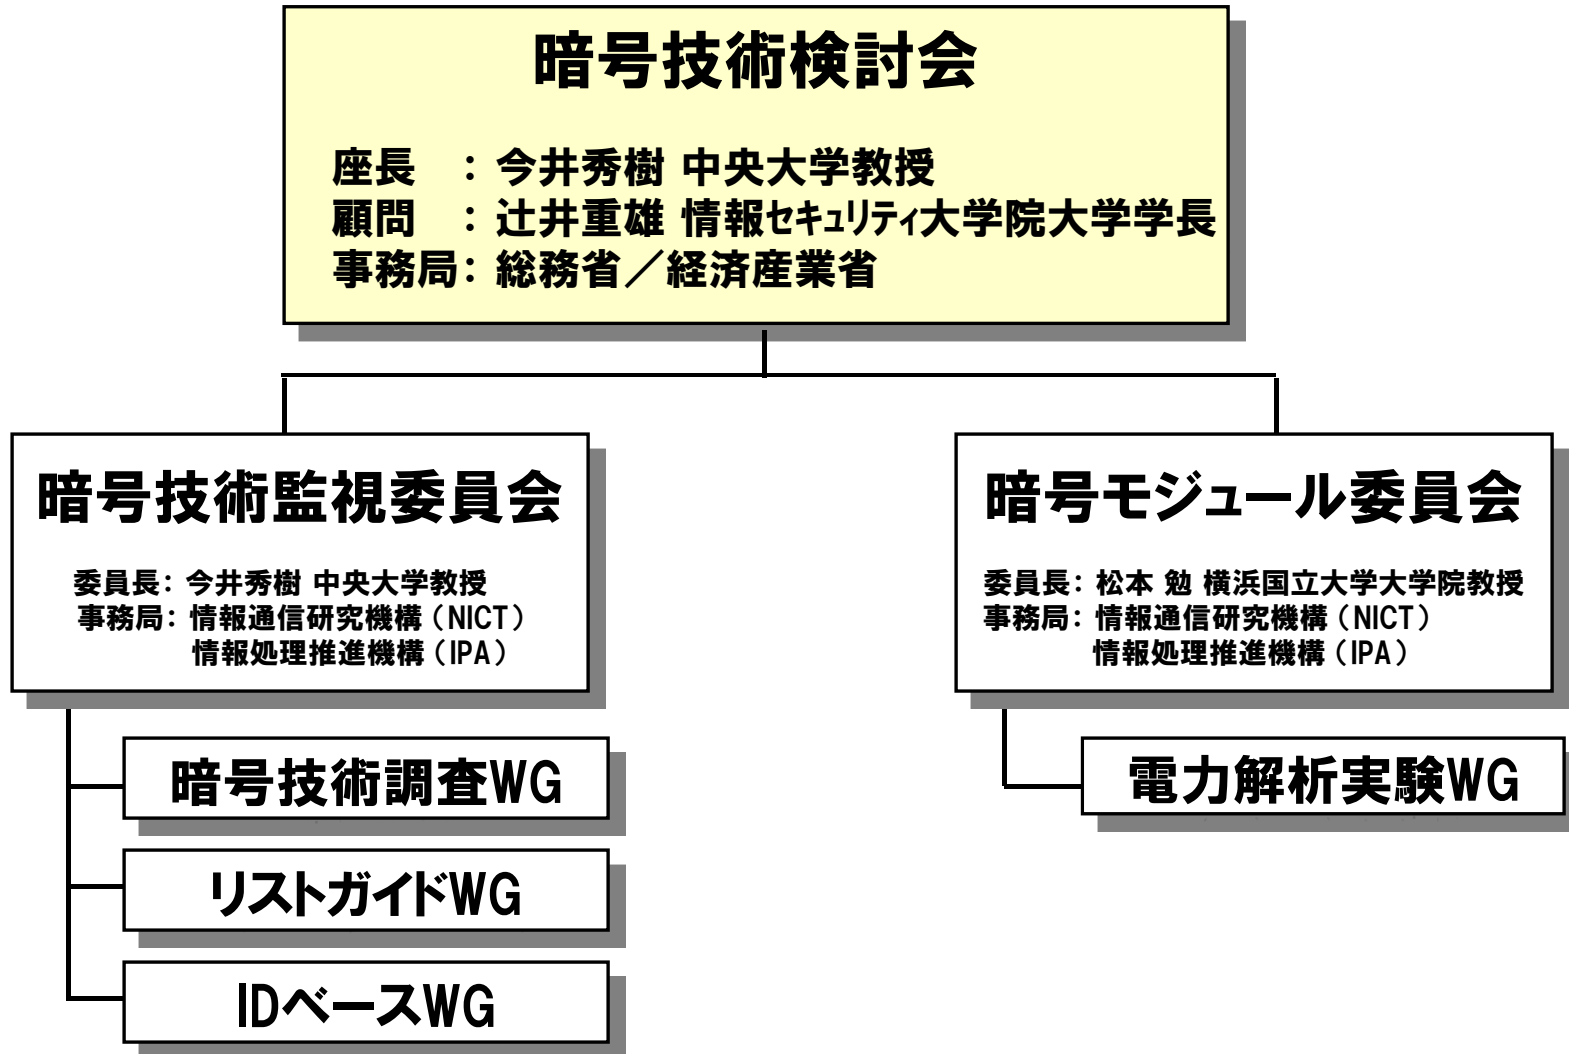 暗号技術検討会
座長 : 今井秀樹 中央大学教授
顧問 : 辻井重雄 情報セキュリティ大学院大学学長
事務局: 総務省／経済産業省
暗号技術監視委員会
委員長: 今井秀樹 中央大学教授
事務局: 情報通信研究機構（NICT）
情報処理推進機構（IPA）
暗号モジュール委員会
委員長: 松本 勉 横浜国立大学大学院教授
事務局: 情報通信研究機構（NICT）
情報処理推進機構（IPA）
暗号技術調査WG
リストガイドWG
IDベースWG
電力解析実験WG